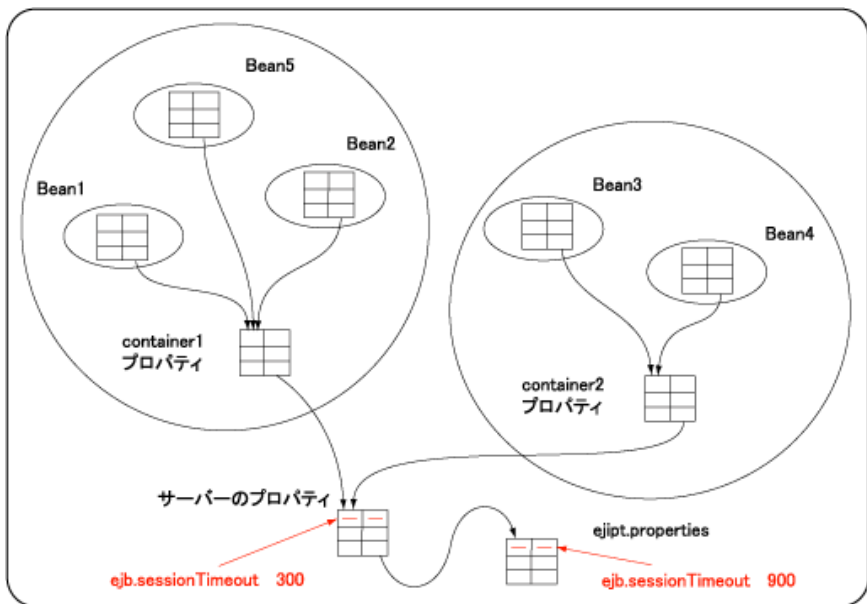 Bean5
Bean2
Bean1
Bean3
Bean4
container1
プロパティ
container2
プロパティ
サーバーのプロパティ
ejipt.properties
ejb.sessionTimeout 300
ejb.sessionTimeout 900